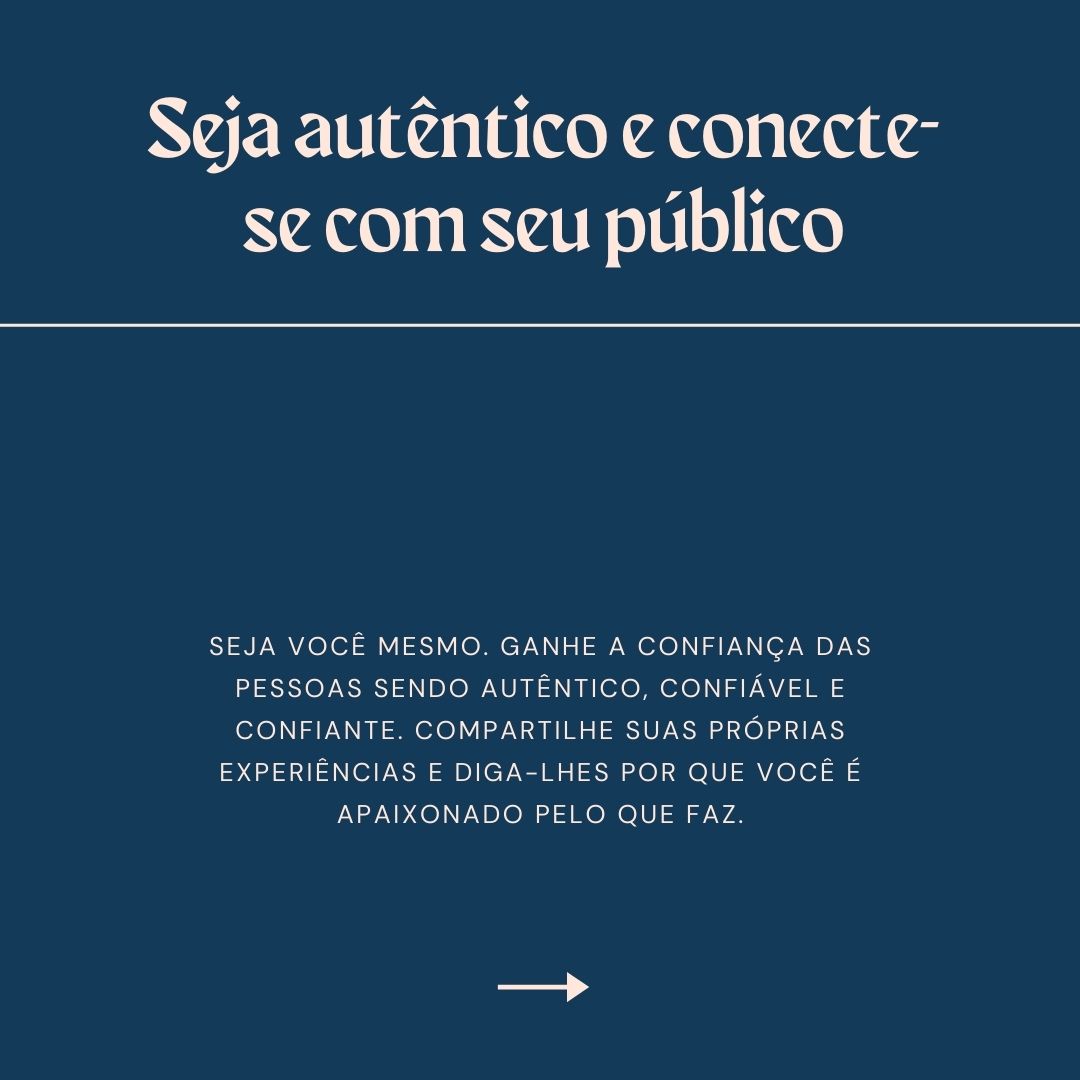 Seja autêntico e conecte-
se com seu público
SEJA VOCÊ MESMO. GANHE A CONFIANÇA DAS
PESSOAS SENDO AUTÊNTICO, CONFIÁVEL E
CONFIANTE. COMPARTILHE SUAS PRÓPRIAS
EXPERIÊNCIAS E DIGA-LHES POR QUE VOCÊ É
APAIXONADO PELO QUE FAZ.